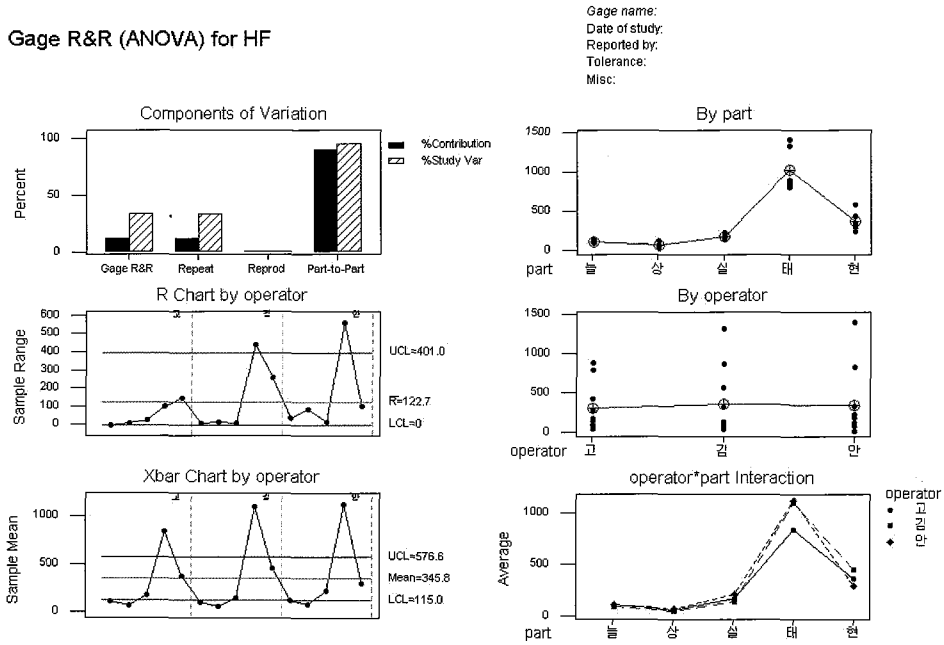 Gage name:
Date of study:
Reported by:
Tolerance:
Misc:
Gage R&R (ANOVA) for HF
Components of Variation
100
50
0
Percent
%Contribution
%Study Var
Gage R&R Repeat Reprod Part-to-Part
By part
1500
1000
500
0
part 늘 상 실 태 현
R Chart by operator
고 김 안
600
500
400
300
200
100
0
Sample Range
UCL=401.0
R=122.7
LCL=0
By operator
1500
1000
500
0
operator 고 김 안
Xbar Chart by operator
고 김 안
1000
500
0
Sample Mean
UCL=576.6
Mean=345.8
LCL=115.0
operator*part Interaction
1000
500
0
Average
part 늘 상 실 태 현
operator
고
김
안